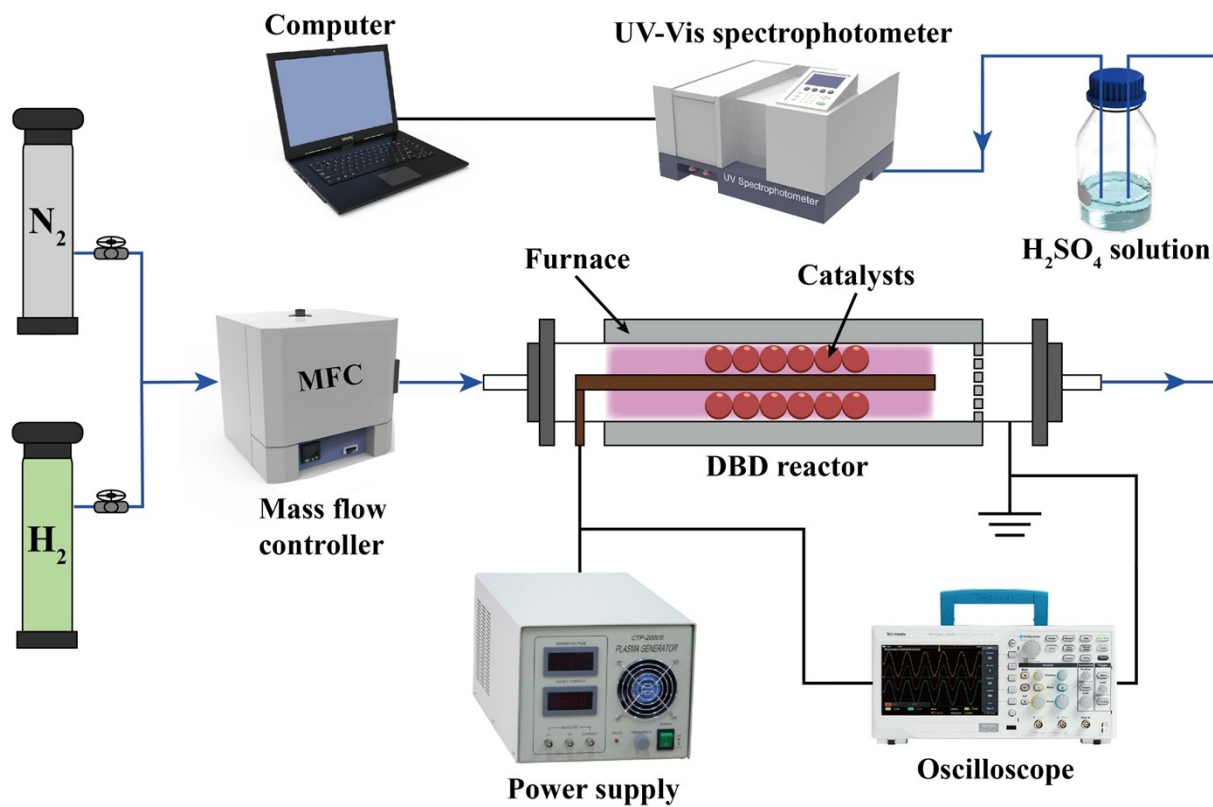 Computer
UV-Vis spectrophotometer
UV Spectrophotometer
N₂
H₂SO₄ solution
Furnace
Catalysts
MFC
DBD reactor
Mass flow
controller
H₂
CTP-2000S
PLASMA GENERATOR
Tektronix
Power supply
Oscilloscope